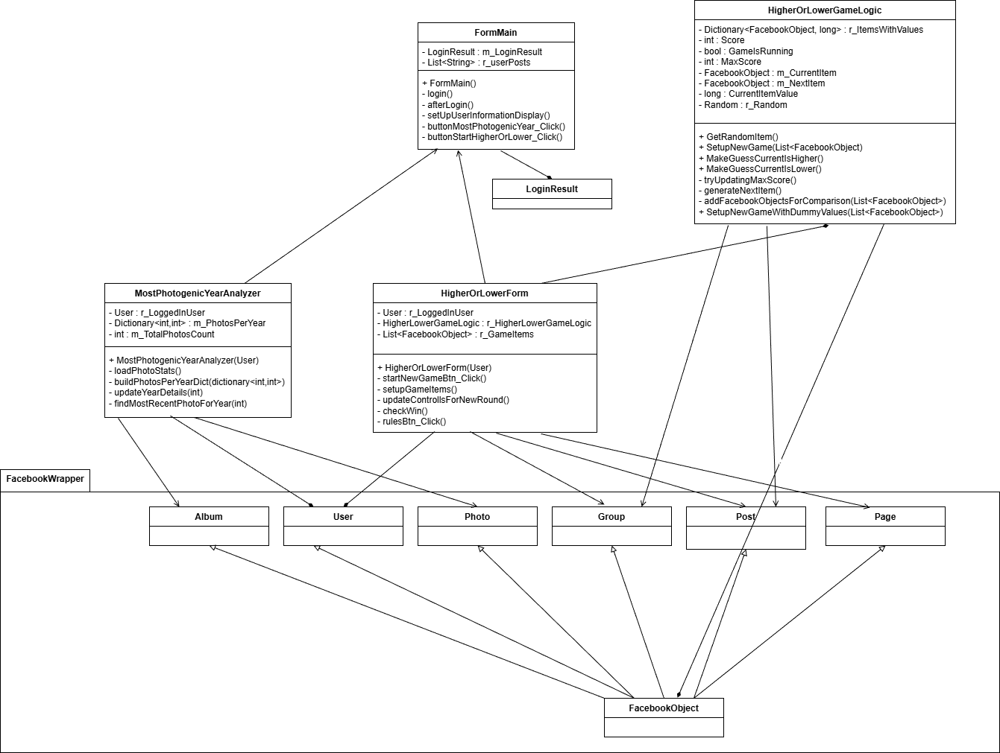 HigherOrLowerGameLogic
- Dictionary<FacebookObject, long> : r_ItemsWithValues
- int : Score
- bool : GameIsRunning
- int : MaxScore
- FacebookObject : m_CurrentItem
- FacebookObject : m_NextItem
- long : CurrentItemValue
- Random : r_Random
+ GetRandomItem()
+ SetupNewGame(List<FacebookObject)
+ MakeGuessCurrentIsHigher()
+ MakeGuessCurrentIsLower()
- tryUpdatingMaxScore()
- generateNextItem()
- addFacebookObjectsForComparison(List<FacebookObject>)
+ SetupNewGameWithDummyValues(List<FacebookObject>)
FormMain
- LoginResult : m_LoginResult
- List<String> : r_userPosts
+ FormMain()
- login()
- afterLogin()
- setUpUserInformationDisplay()
- buttonMostPhotogenicYear_Click()
- buttonStartHigherOrLower_Click()
LoginResult
MostPhotogenicYearAnalyzer
- User : r_LoggedInUser
- Dictionary<int,int> : m_PhotosPerYear
- int : m_TotalPhotosCount
+ MostPhotogenicYearAnalyzer(User)
- loadPhotoStats()
- buildPhotosPerYearDict(dictionary<int,int>)
- updateYearDetails(int)
- findMostRecentPhotoForYear(int)
HigherOrLowerForm
- User : r_LoggedInUser
- HigherLowerGameLogic : r_HigherLowerGameLogic
- List<FacebookObject> : r_GameItems
+ HigherOrLowerForm(User)
- startNewGameBtn_Click()
- setupGameItems()
- updateControllsForNewRound()
- checkWin()
- rulesBtn_Click()
FacebookWrapper
Album
User
Photo
Group
Post
Page
FacebookObject